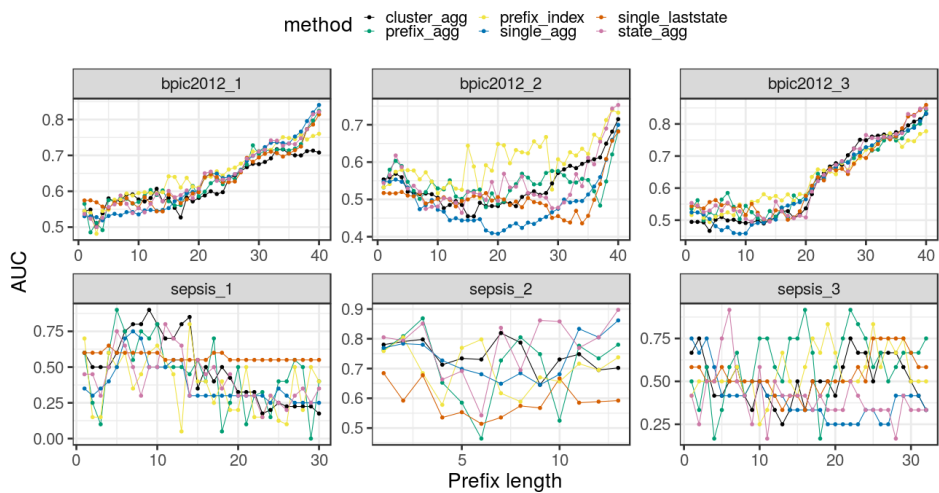 method
cluster_agg prefix_index single_laststate
prefix_agg single_agg state_agg
bpic2012_1 bpic2012_2 bpic2012_3
0.8
0.7
0.6
0.5
0 10 20 30 40
0.7
0.6
0.5
0.4
0 10 20 30 40
0.8
0.7
0.6
0.5
0 10 20 30 40
AUC
sepsis_1 sepsis_2 sepsis_3
0.75
0.50
0.25
0.00
0 10 20 30
0.9
0.8
0.7
0.6
0.5
5 10
0.75
0.50
0.25
0 10 20 30
Prefix length